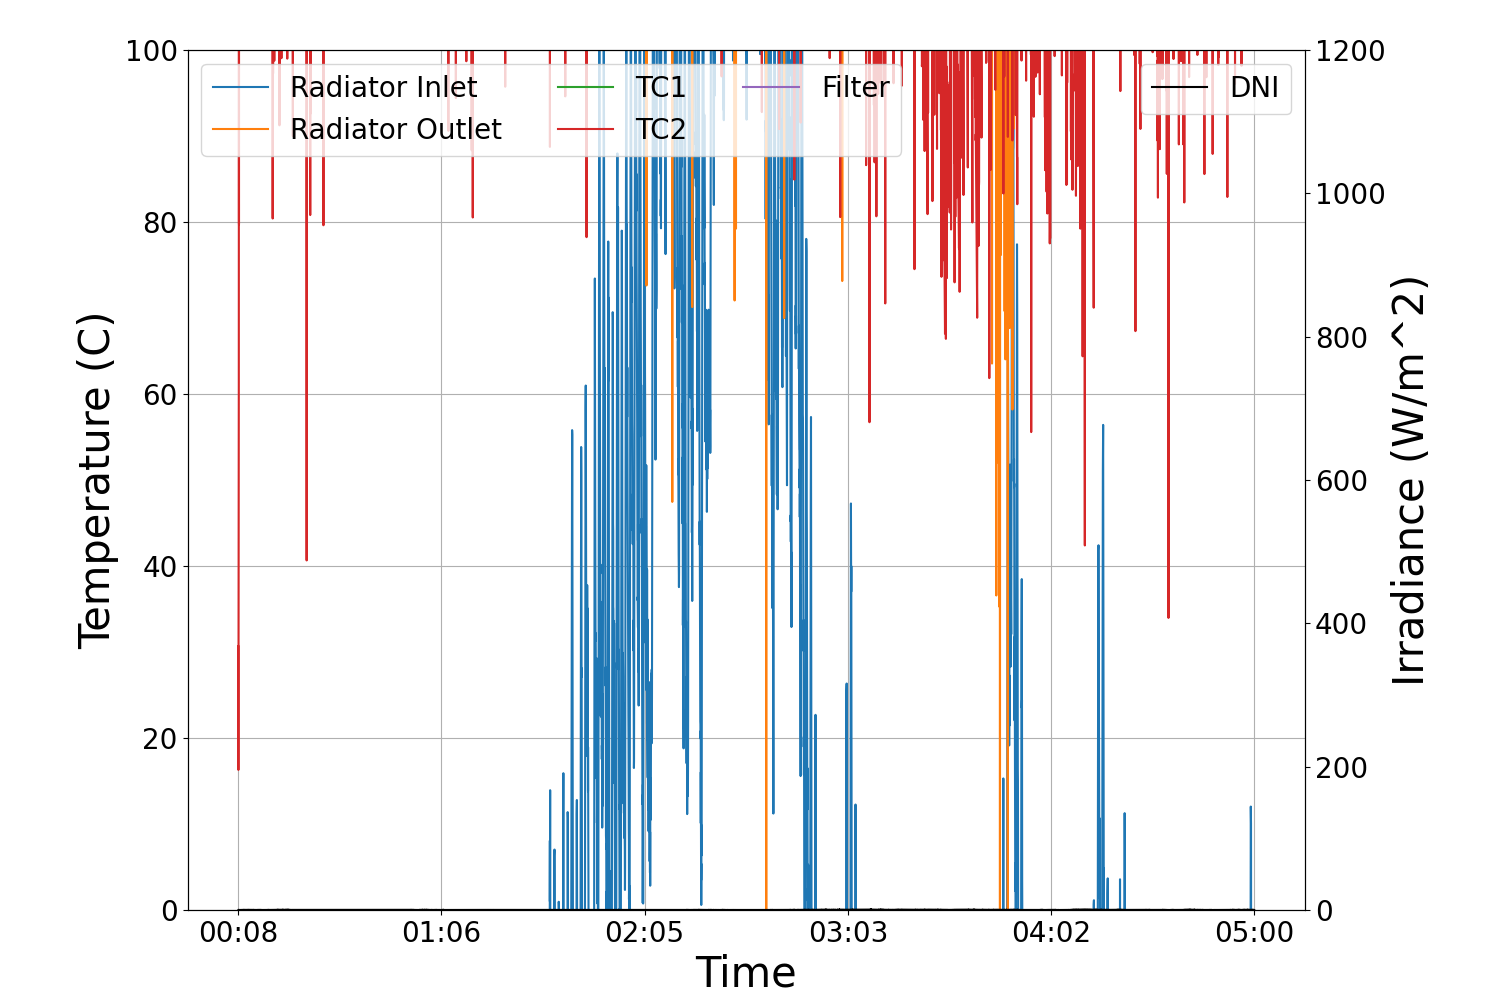 Radiator Inlet
Radiator Outlet
TC1
TC2
Filter
DNI
Temperature (C)
100
80
60
40
20
0
Irradiance (W/m^2)
1200
1000
800
600
400
200
0
00:08 01:06 02:05 03:03 04:02 05:00
Time